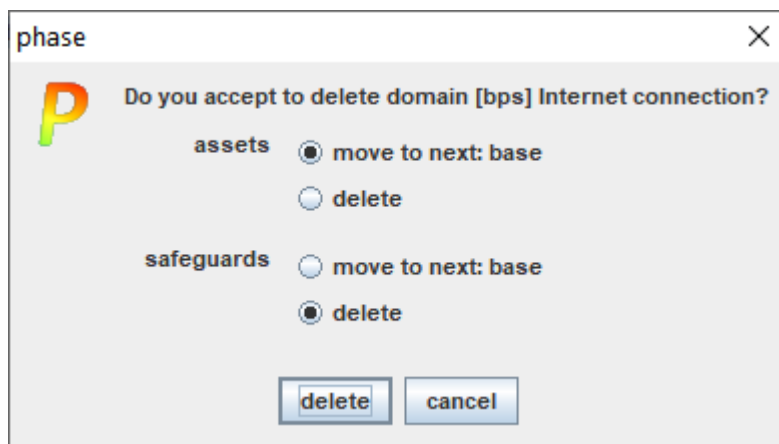 phase
P
Do you accept to delete domain [bps] Internet connection?
assets
move to next: base
delete
safeguards
move to next: base
delete
delete cancel